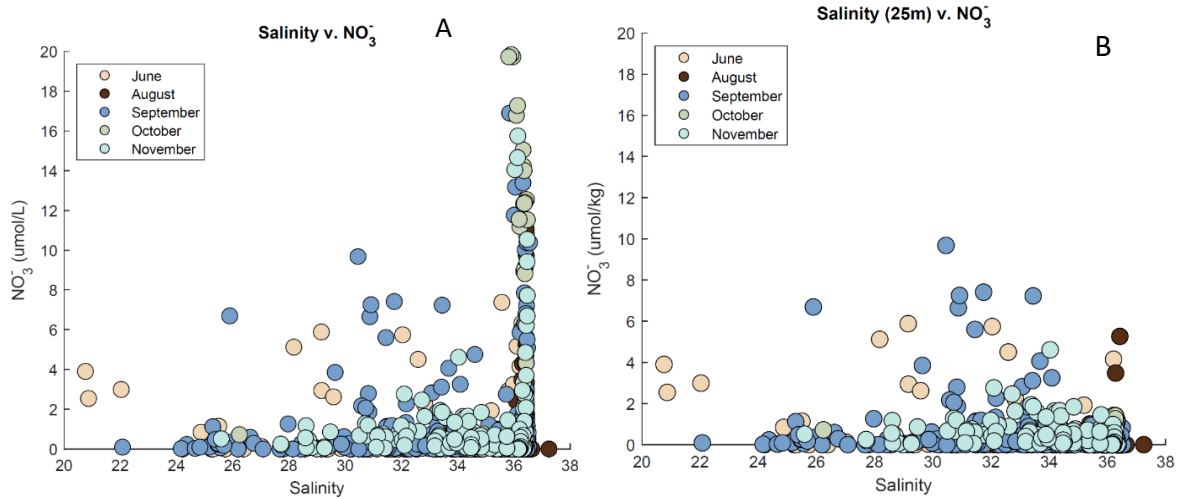 Salinity v. NO₃⁻
A
20
18
16
14
12
10
8
6
4
2
0
NO₃⁻ (umol/L)
June
August
September
October
November
20 22 24 26 28 30 32 34 36 38
Salinity
Salinity (25m) v. NO₃⁻
B
20
18
16
14
12
10
8
6
4
2
0
NO₃⁻ (umol/kg)
June
August
September
October
November
20 22 24 26 28 30 32 34 36 38
Salinity